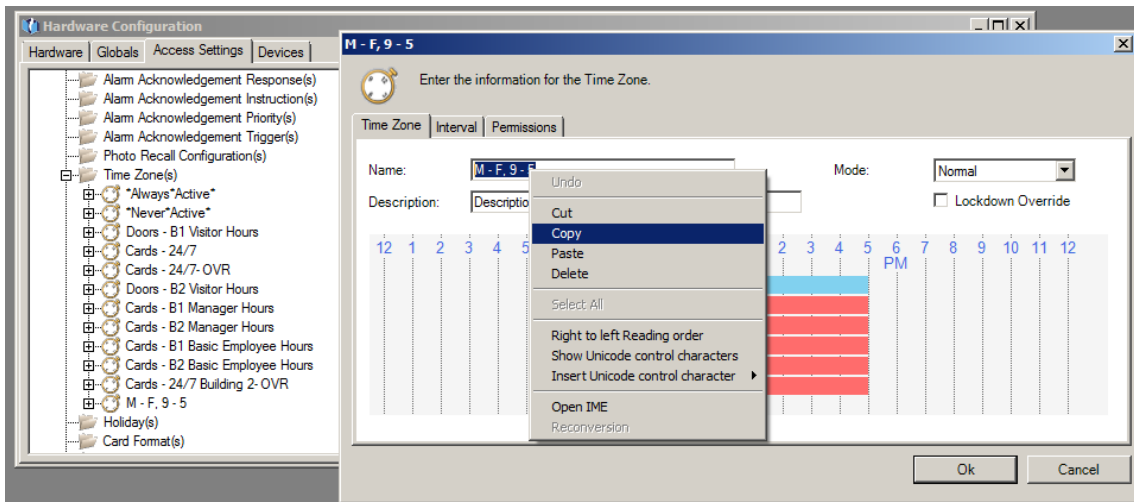 Hardware Configuration
Hardware Globals Access Settings Devices
Alarm Acknowledgement Response(s)
Alarm Acknowledgement Instruction(s)
Alarm Acknowledgement Priority(s)
Alarm Acknowledgement Trigger(s)
Photo Recall Configuration(s)
Time Zone(s)
*Always*Active*
*Never*Active*
Doors - B1 Visitor Hours
Cards - 24/7
Cards - 24/7- OVR
Doors - B2 Visitor Hours
Cards - B1 Manager Hours
Cards - B2 Manager Hours
Cards - B1 Basic Employee Hours
Cards - B2 Basic Employee Hours
Cards - 24/7 Building 2- OVR
M - F, 9 - 5
Holiday(s)
Card Format(s)
M - F, 9 - 5
Enter the information for the Time Zone.
Time Zone Interval Permissions
Name: M - F, 9 - 5 Mode: Normal
Description: Descriptio Lockdown Override
12 1 2 3 4 5 2 3 4 5 6 7 8 9 10 11 12
PM
Undo
Cut
Copy
Paste
Delete
Select All
Right to left Reading order
Show Unicode control characters
Insert Unicode control character
Open IME
Reconversion
Ok Cancel